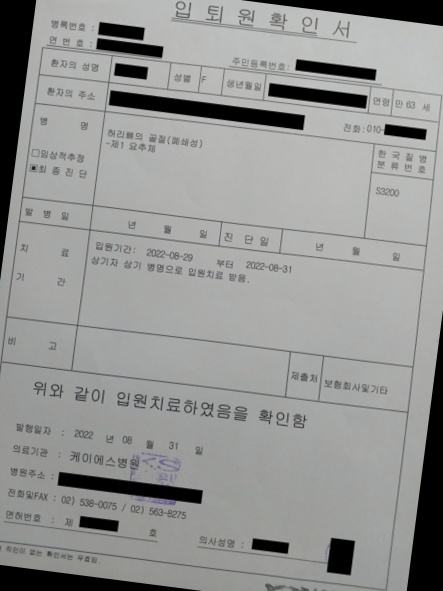 입 퇴 원 확 인 서
병록번호 :
연 번 호 :
주민등록번호:
환자의 성명 성별 F 생년월일 연령 만 63 세
환자의 주소
전화:010-
병 명
허리뼈의 골절(폐쇄성)
-제1 요추체
한 국 질 병
분 류 번 호
□임상적추정
▣최 종 진 단
S3200
발 병 일 년 월 일 진 단 일 년 월 일
치 료
기 간
입원기간: 2022-08-29 부터 2022-08-31
상기자 상기 병명으로 입원치료 받음.
비 고
제출처 보험회사및기타
위와 같이 입원치료하였음을 확인함
발행일자 : 2022 년 08 월 31 일
의료기관 : 케이에스병원
KS
병원주소 :
전화및FAX : 02) 538-0075 / 02) 563-8275
면허번호 : 제 호
의사성명 :
직인이 없는 확인서는 무효임.